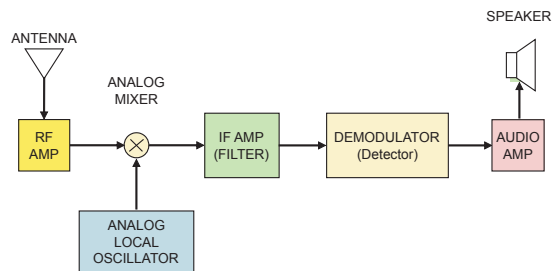 SPEAKER
ANTENNA
ANALOG
MIXER
RF
AMP
IF AMP
(FILTER)
DEMODULATOR
(Detector)
AUDIO
AMP
ANALOG
LOCAL
OSCILLATOR